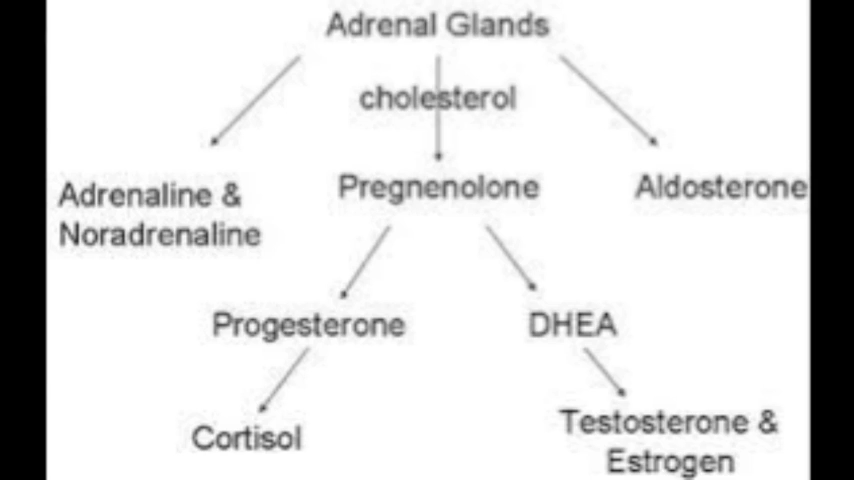 Adrenal Glands
cholesterol
Adrenaline &
Noradrenaline
Pregnenolone
Aldosterone
Progesterone
DHEA
Cortisol
Testosterone &
Estrogen